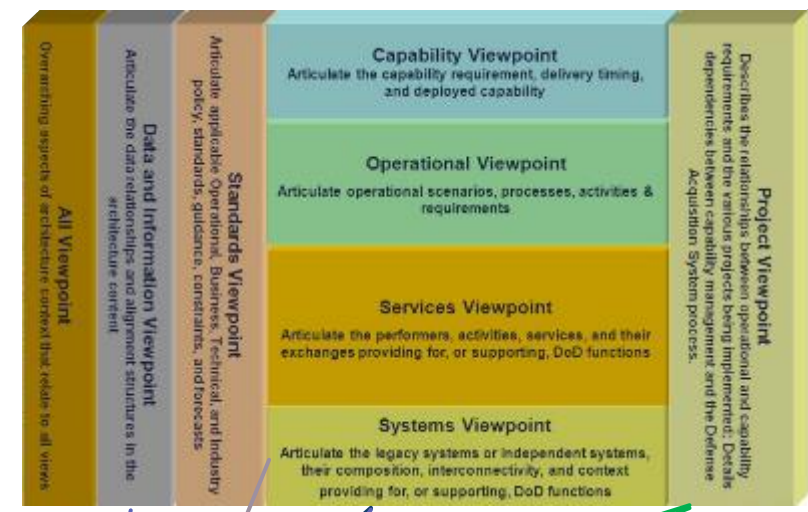 All Viewpoint
Overarching aspects of architecture context that relate to all views
Data and Information Viewpoint
Articulate the data relationships and alignment structures in the
architecture content
Standards Viewpoint
Articulate applicable Operational, Business, Technical, and Industry
policy, standards, guidance, constraints, and forecasts
Capability Viewpoint
Articulate the capability requirement, delivery timing,
and deployed capability
Operational Viewpoint
Articulate operational scenarios, processes, activities &
requirements
Services Viewpoint
Articulate the performers, activities, services, and their
exchanges providing for, or supporting, DoD functions
Systems Viewpoint
Articulate the legacy systems or independent systems,
their composition, interconnectivity, and context
providing for, or supporting, DoD functions
Project Viewpoint
Describes the relationships between operational and capability
requirements and the various projects being implemented; Details
dependencies between capability management and the Defense
Acquisition System process.